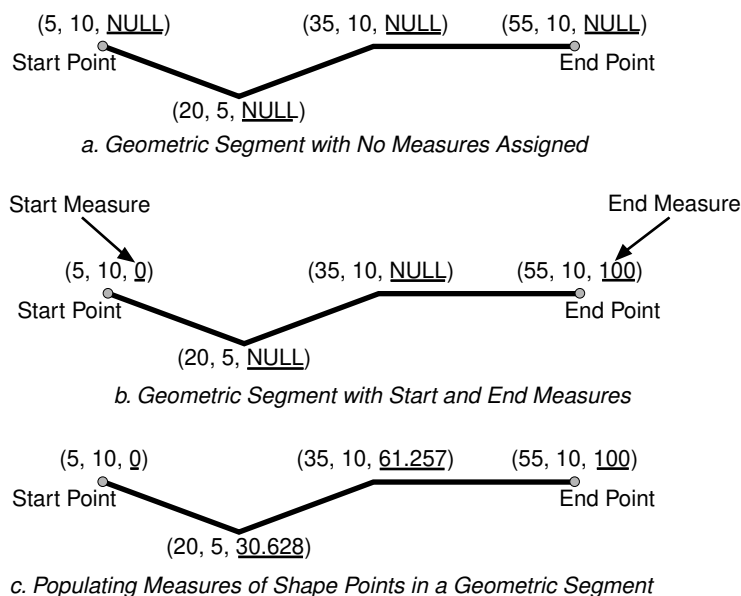 (5, 10, NULL) (35, 10, NULL) (55, 10, NULL)
Start Point End Point
(20, 5, NULL)
a. Geometric Segment with No Measures Assigned
Start Measure End Measure
(5, 10, 0) (35, 10, NULL) (55, 10, 100)
Start Point End Point
(20, 5, NULL)
b. Geometric Segment with Start and End Measures
(5, 10, 0) (35, 10, 61.257) (55, 10, 100)
Start Point End Point
(20, 5, 30.628)
c. Populating Measures of Shape Points in a Geometric Segment